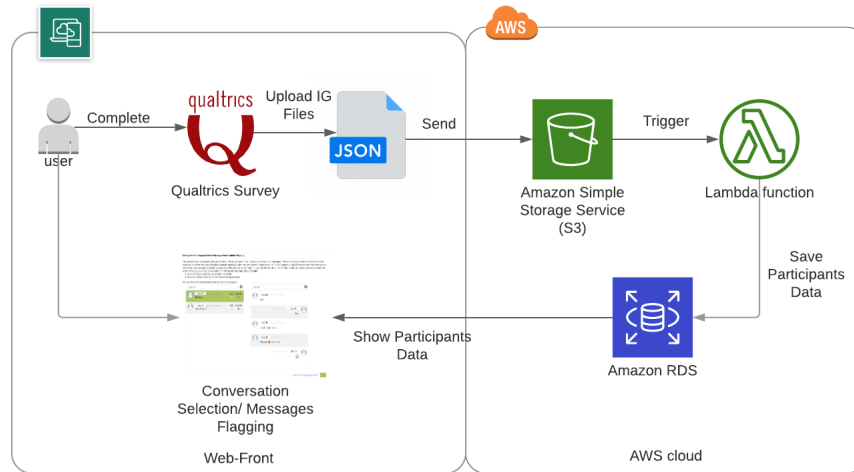 AWS
qualtrics
Upload IG
Files
Complete
Send
Trigger
JSON
user
Qualtrics Survey
Amazon Simple
Storage Service
(S3)
Lambda function
Save
Participants
Data
Show Participants
Data
Amazon RDS
Conversation
Selection/ Messages
Flagging
Web-Front
AWS cloud